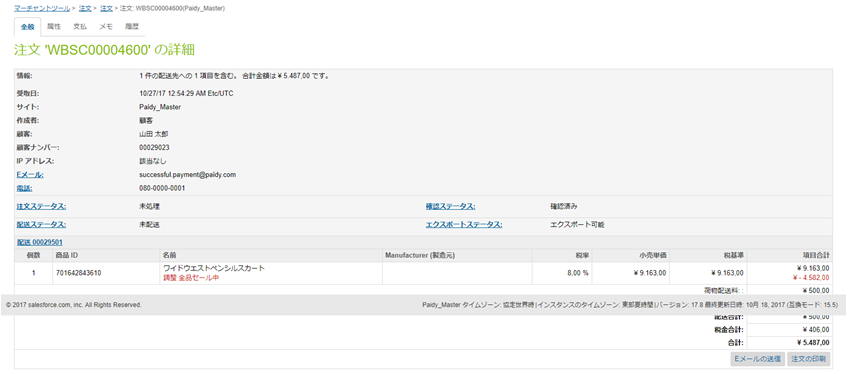 マーチャントツール > 注文 > 注文 > 注文: WBSC00004600(Paidy_Master)
全般 属性 支払 メモ 履歴
注文 'WBSC00004600' の詳細
情報: 1 件の配送先への 1 項目を含む。 合計金額は ¥ 5.487,00 です。
受取日: 10/27/17 12:54:29 AM Etc/UTC
サイト: Paidy_Master
作成者: 顧客
顧客: 山田 太郎
顧客ナンバー: 00029023
IP アドレス: 該当なし
Eメール: successful.payment@paidy.com
電話: 080-0000-0001
注文ステータス: 未処理 確認ステータス: 確認済み
配送ステータス: 未配送 エクスポートステータス: エクスポート可能
配送 00029501
個数 商品 ID 名前 Manufacturer (製造元) 税率 小売単価 税基準 項目合計
1 701642843610 ワイドウエストペンシルスカート 8.00 % ¥ 9.163,00 ¥ 9.163,00 ¥ 9.163,00
調整 全品セール中 ¥ - 4.582,00
荷物配送料: : ¥ 500,00
© 2017 salesforce.com, inc. All Rights Reserved. Paidy_Master タイムゾーン: 協定世界時 | インスタンスのタイムゾーン: 東部夏時間 | バージョン: 17.8 最終更新日時: 10月 18, 2017 (互換モード: 15.5)
配送合計: ¥ 500,00
税金合計: ¥ 406,00
合計: ¥ 5.487,00
Eメールの送信 注文の印刷